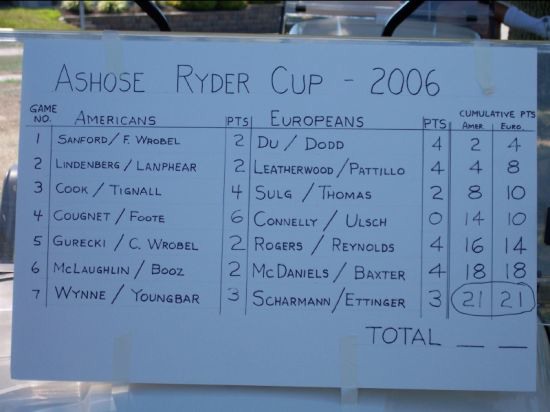 ASHOSE RYDER CUP - 2006
GAME NO. AMERICANS PTS EUROPEANS PTS CUMULATIVE PTS AMER. EURO.
1 SANFORD / F. WROBEL 2 DU / DODD 4 2 4
2 LINDENBERG / LANPHEAR 2 LEATHERWOOD / PATTILLO 4 4 8
3 COOK / TIGNALL 4 SULG / THOMAS 2 8 10
4 COUGNET / FOOTE 6 CONNELLY / ULSCH 0 14 10
5 GURECKI / C. WROBEL 2 ROGERS / REYNOLDS 4 16 14
6 MCLAUGHLIN / BOOZ 2 MCDANIELS / BAXTER 4 18 18
7 WYNNE / YOUNGBAR 3 SCHARMANN / ETTINGER 3 21 21
TOTAL __ __